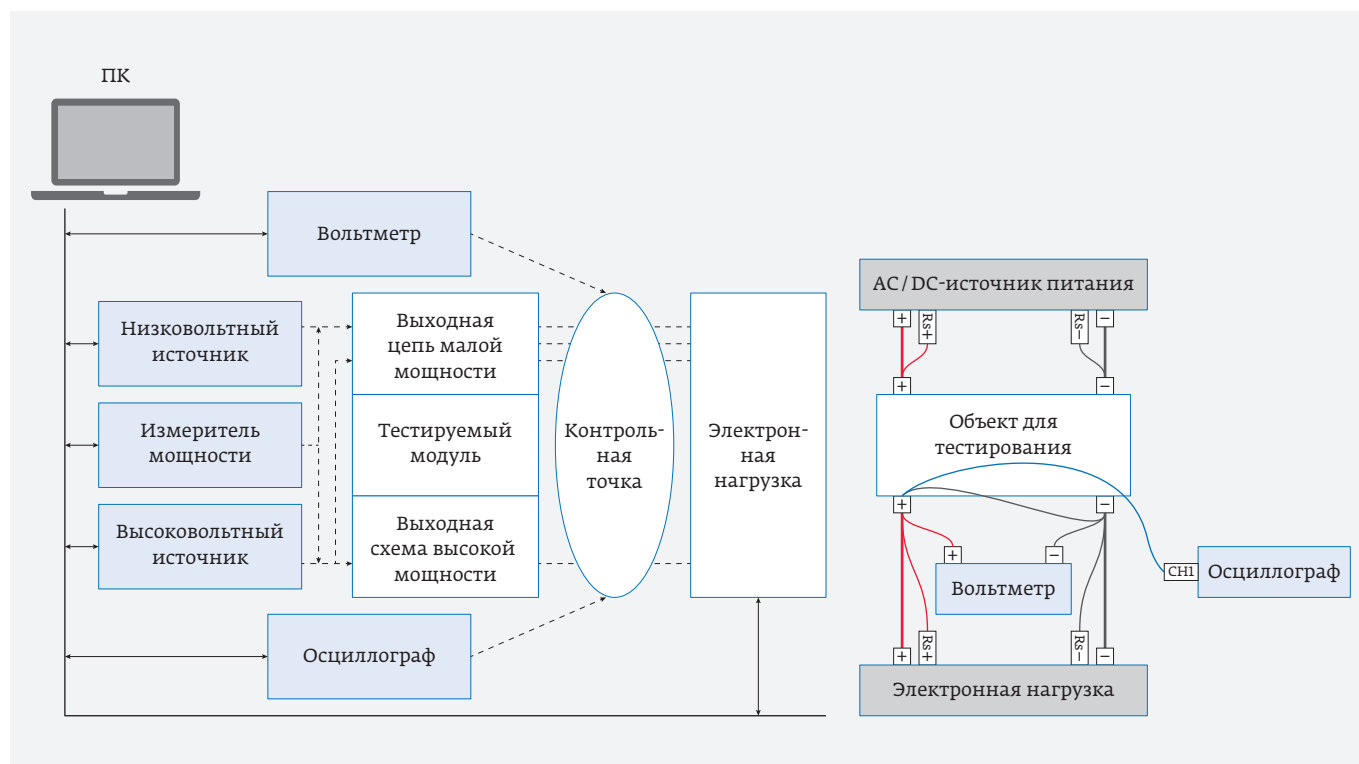 ПК
Вольтметр
Низковольтный
источник
Измеритель
мощности
Высоковольтный
источник
Осциллограф
Выходная
цепь малой
мощности
Тестируемый
модуль
Выходная
схема высокой
мощности
Контроль-
ная
точка
Электрон-
ная
нагрузка
AC / DC-источник питания
+
Rs+
Rs−
−
+
−
Объект для
тестирования
+
−
+
−
Вольтметр
CH1
Осциллограф
+
Rs+
Rs−
−
Электронная нагрузка